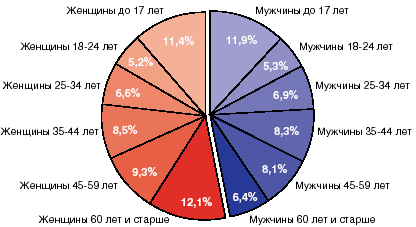 Женщины до 17 лет
Мужчины до 17 лет
11,4%
11,9%
Женщины 18-24 лет
Мужчины 18-24 лет
5,2%
5,3%
Женщины 25-34 лет
Мужчины 25-34 лет
6,6%
6,9%
Женщины 35-44 лет
Мужчины 35-44 лет
8,5%
8,3%
Женщины 45-59 лет
Мужчины 45-59 лет
9,3%
8,1%
Женщины 60 лет и старше
Мужчины 60 лет и старше
12,1%
6,4%